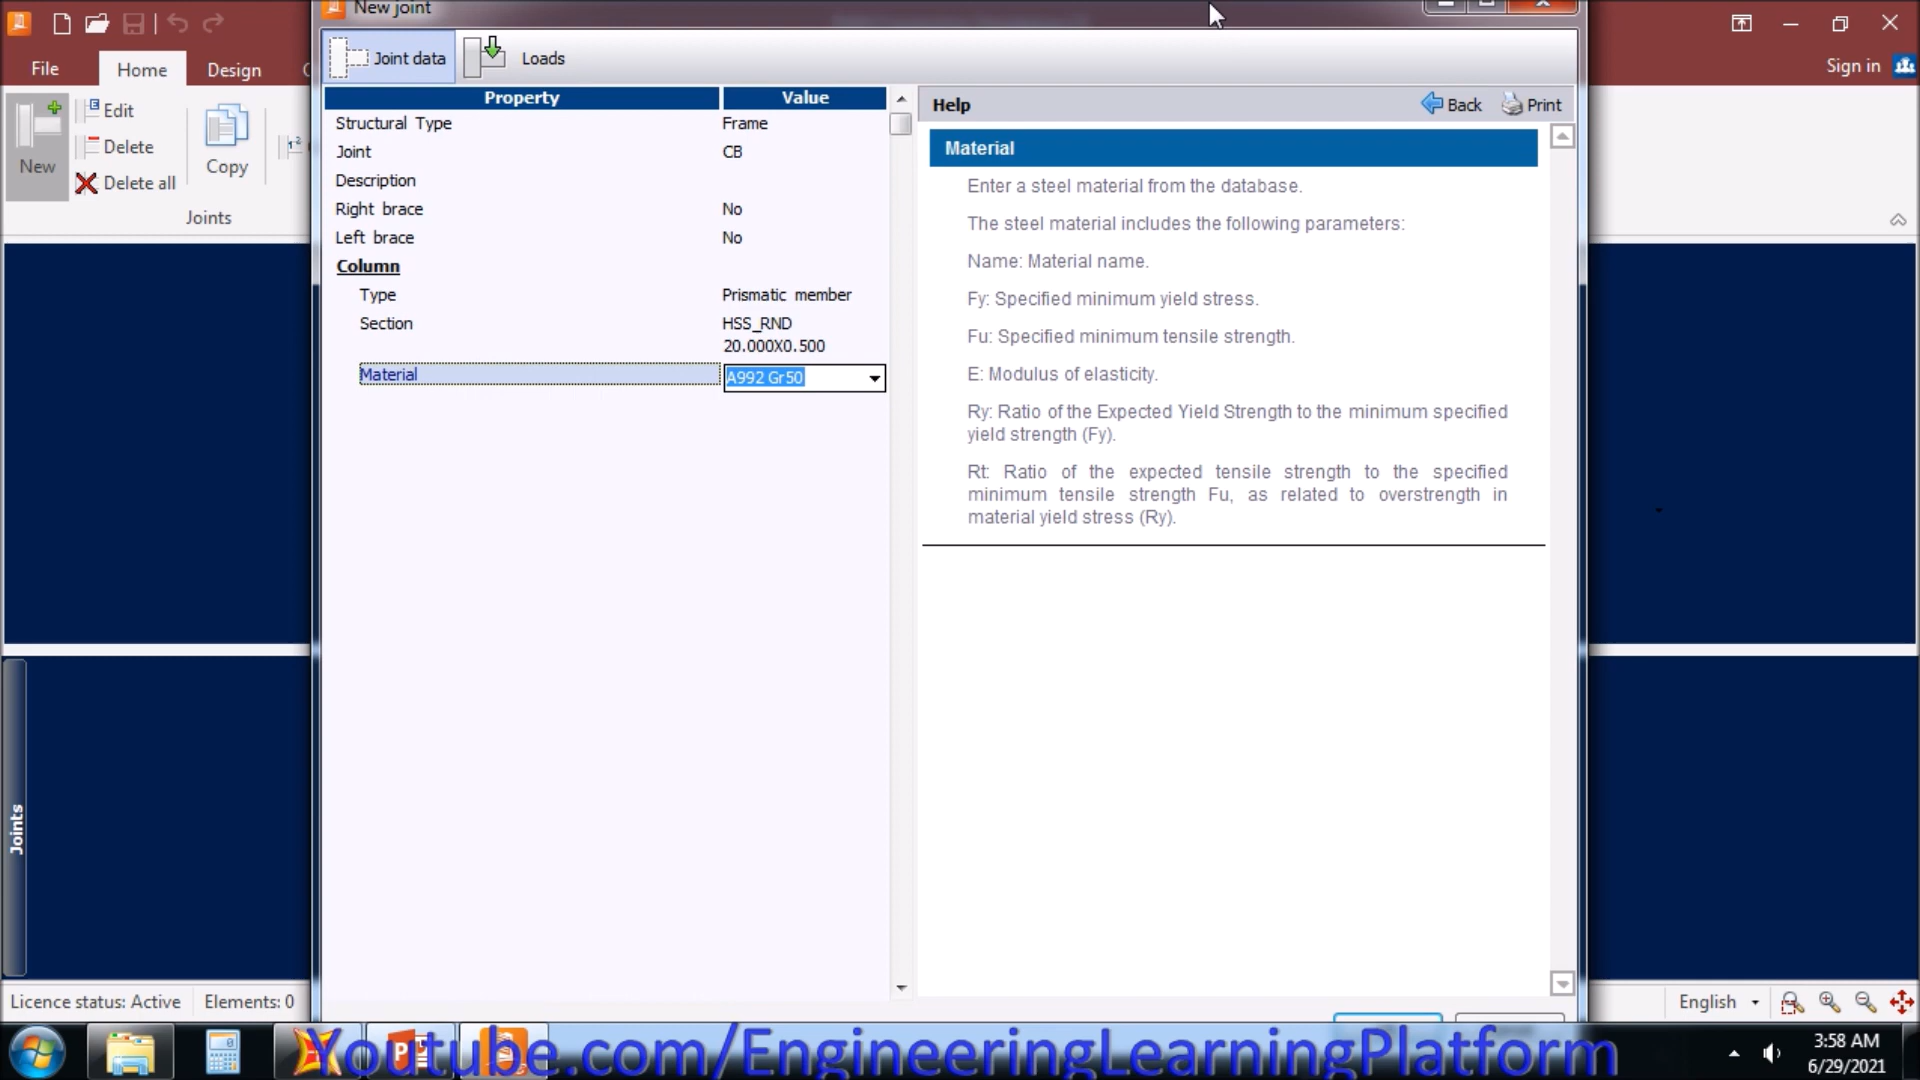 New joint
File
Home
Design
Sign in
New
Edit
Delete
Delete all
Copy
Joints
Joint data
Loads
Property
Value
Structural Type
Frame
Joint
CB
Description
Right brace
No
Left brace
No
Column
Type
Prismatic member
Section
HSS_RND
20.000X0.500
Material
A992 Gr50
Help
Back
Print
Material
Enter a steel material from the database.
The steel material includes the following parameters:
Name: Material name.
Fy: Specified minimum yield stress.
Fu: Specified minimum tensile strength.
E: Modulus of elasticity.
Ry: Ratio of the Expected Yield Strength to the minimum specified
yield strength (Fy).
Rt: Ratio of the expected tensile strength to the specified
minimum tensile strength Fu, as related to overstrength in
material yield stress (Ry).
Joints
Licence status: Active
Elements: 0
English
Youtube.com/EngineeringLearningPlatform
3:58 AM
6/29/2021